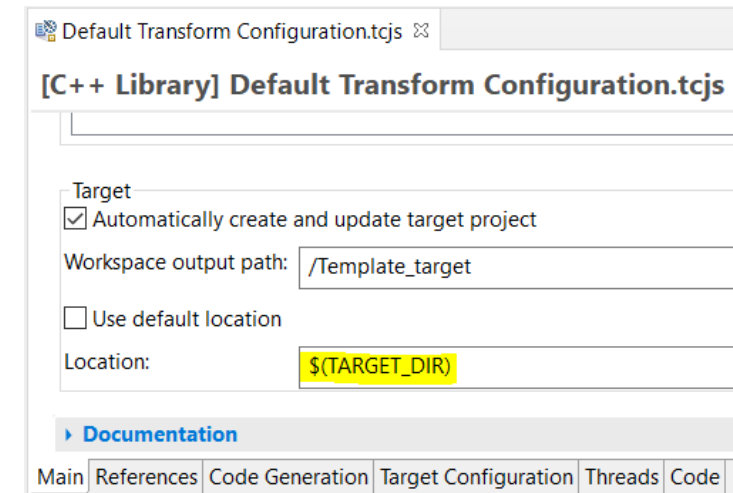 Default Transform Configuration.tcjs
[C++ Library] Default Transform Configuration.tcjs
Target
Automatically create and update target project
Workspace output path: /Template_target
Use default location
Location: $(TARGET_DIR)
Documentation
Main References Code Generation Target Configuration Threads Code